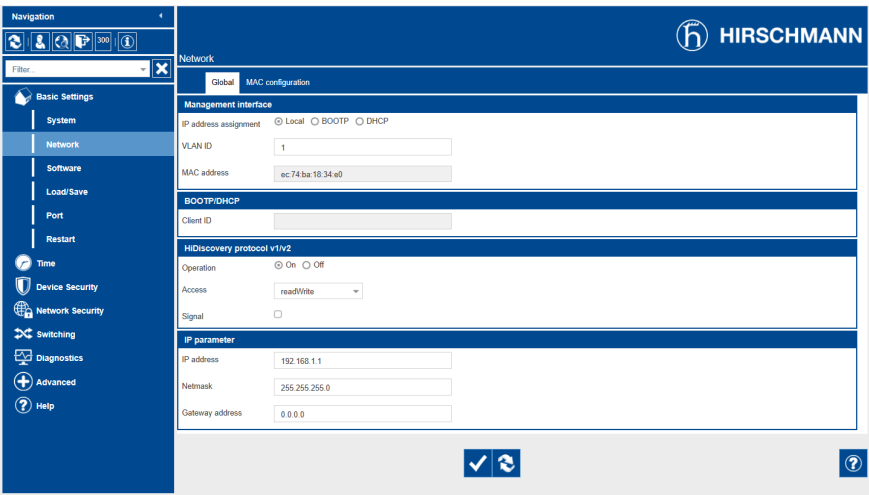 Navigation
300
Filter...
Basic Settings
System
Network
Software
Load/Save
Port
Restart
Time
Device Security
Network Security
Switching
Diagnostics
Advanced
Help
HIRSCHMANN
Network
Global MAC configuration
Management interface
IP address assignment Local BOOTP DHCP
VLAN ID 1
MAC address ec:74:ba:18:34:e0
BOOTP/DHCP
Client ID
HiDiscovery protocol v1/v2
Operation On Off
Access readWrite
Signal
IP parameter
IP address 192.168.1.1
Netmask 255.255.255.0
Gateway address 0.0.0.0